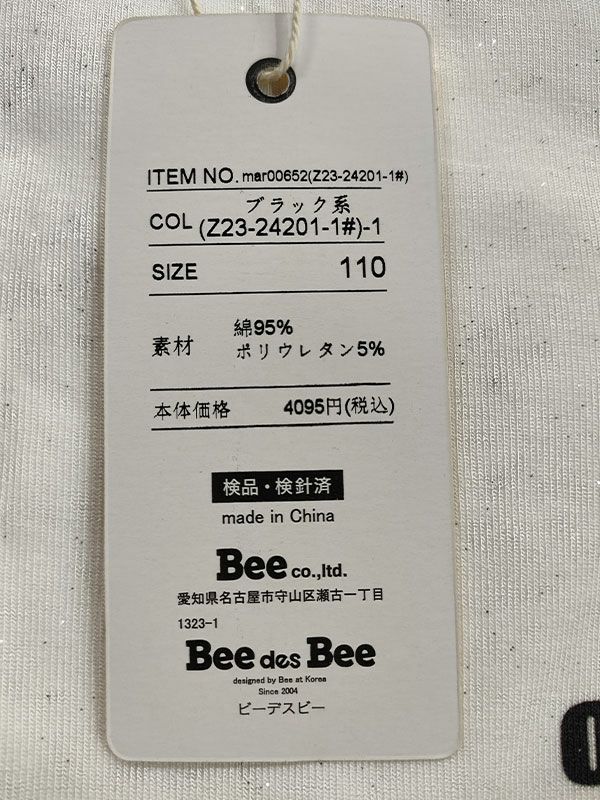 ITEM NO. mar00652(Z23-24201-1#)
ブラック系
COL (Z23-24201-1#)-1
SIZE 110
綿95%
素材 ポリウレタン5%
本体価格 4095円(税込)
検品・検針済
made in China
Bee co.,ltd.
愛知県名古屋市守山区瀬古一丁目
1323-1
Bee des Bee
designed by Bee at Korea
Since 2004
ビーデスビー